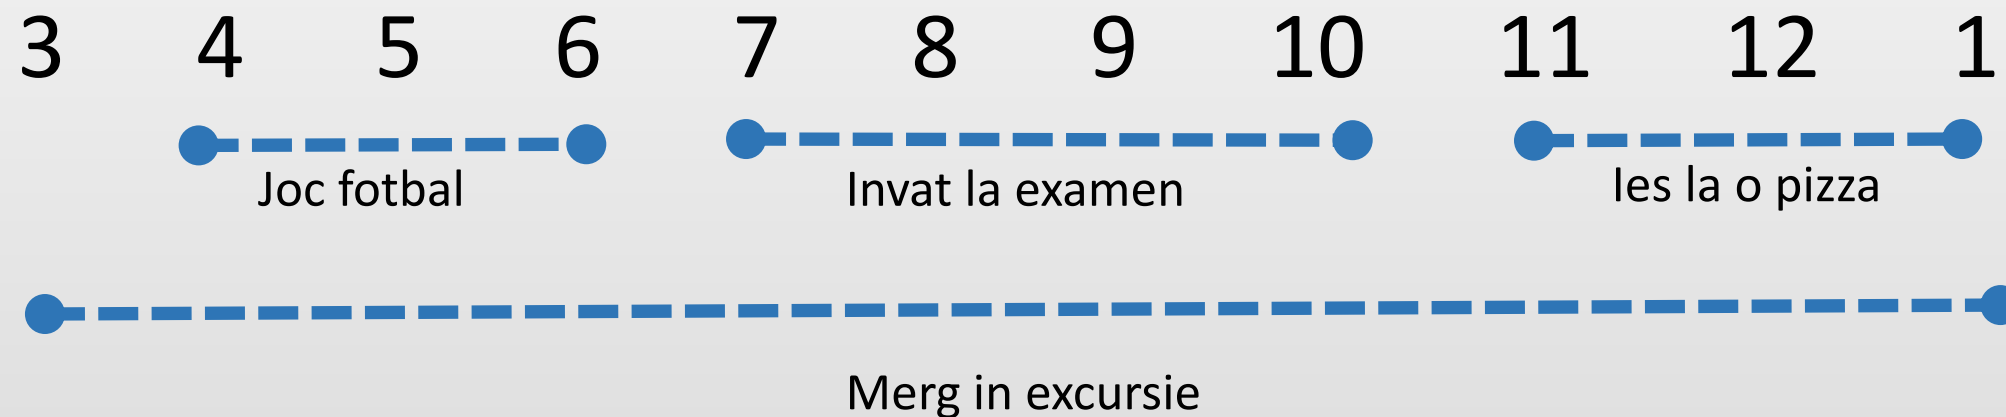 3 4 5 6 7 8 9 10 11 12 1
Joc fotbal Invat la examen Ies la o pizza
Merg in excursie